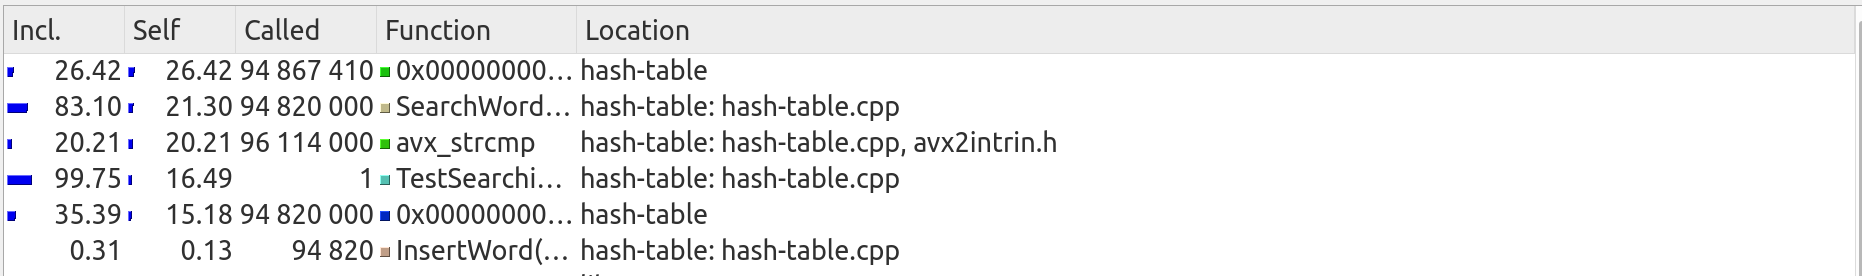 Incl. Self Called Function Location
26.42 26.42 94 867 410 0x00000000... hash-table
83.10 21.30 94 820 000 SearchWord... hash-table: hash-table.cpp
20.21 20.21 96 114 000 avx_strcmp hash-table: hash-table.cpp, avx2intrin.h
99.75 16.49 1 TestSearchi... hash-table: hash-table.cpp
35.39 15.18 94 820 000 0x00000000... hash-table
0.31 0.13 94 820 InsertWord(... hash-table: hash-table.cpp